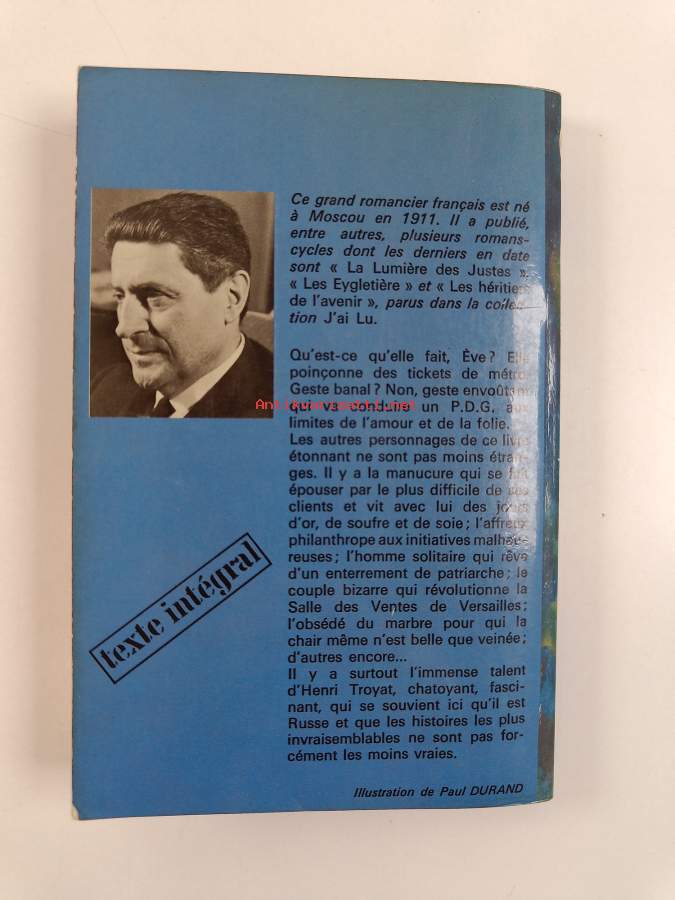 Ce grand romancier français est né
à Moscou en 1911. Il a publié,
entre autres, plusieurs romans-
cycles dont les derniers en date
sont « La Lumière des Justes »,
« Les Eygletière » et « Les héritiers
de l'avenir », parus dans la collec-
tion J'ai Lu.
Qu'est-ce qu'elle fait, Ève ? Elle
poinçonne des tickets de métro.
Geste banal ? Non, geste envoûtant
qui va conduire un P.D.G. aux
limites de l'amour et de la folie.
Les autres personnages de ce livre
étonnant ne sont pas moins étran-
ges. Il y a la manucure qui se fait
épouser par le plus difficile de ses
clients et vit avec lui des jours
d'or, de soufre et de soie ; l'affreux
philanthrope aux initiatives malheu-
reuses ; l'homme solitaire qui rêve
d'un enterrement de patriarche ; le
couple bizarre qui révolutionne la
Salle des Ventes de Versailles ;
l'obsédé du marbre pour qui la
chair même n'est belle que veinée ;
d'autres encore...
Il y a surtout l'immense talent
d'Henri Troyat, chatoyant, fasci-
nant, qui se souvient ici qu'il est
Russe et que les histoires les plus
invraisemblables ne sont pas for-
cément les moins vraies.
texte intégral
Illustration de Paul DURAND